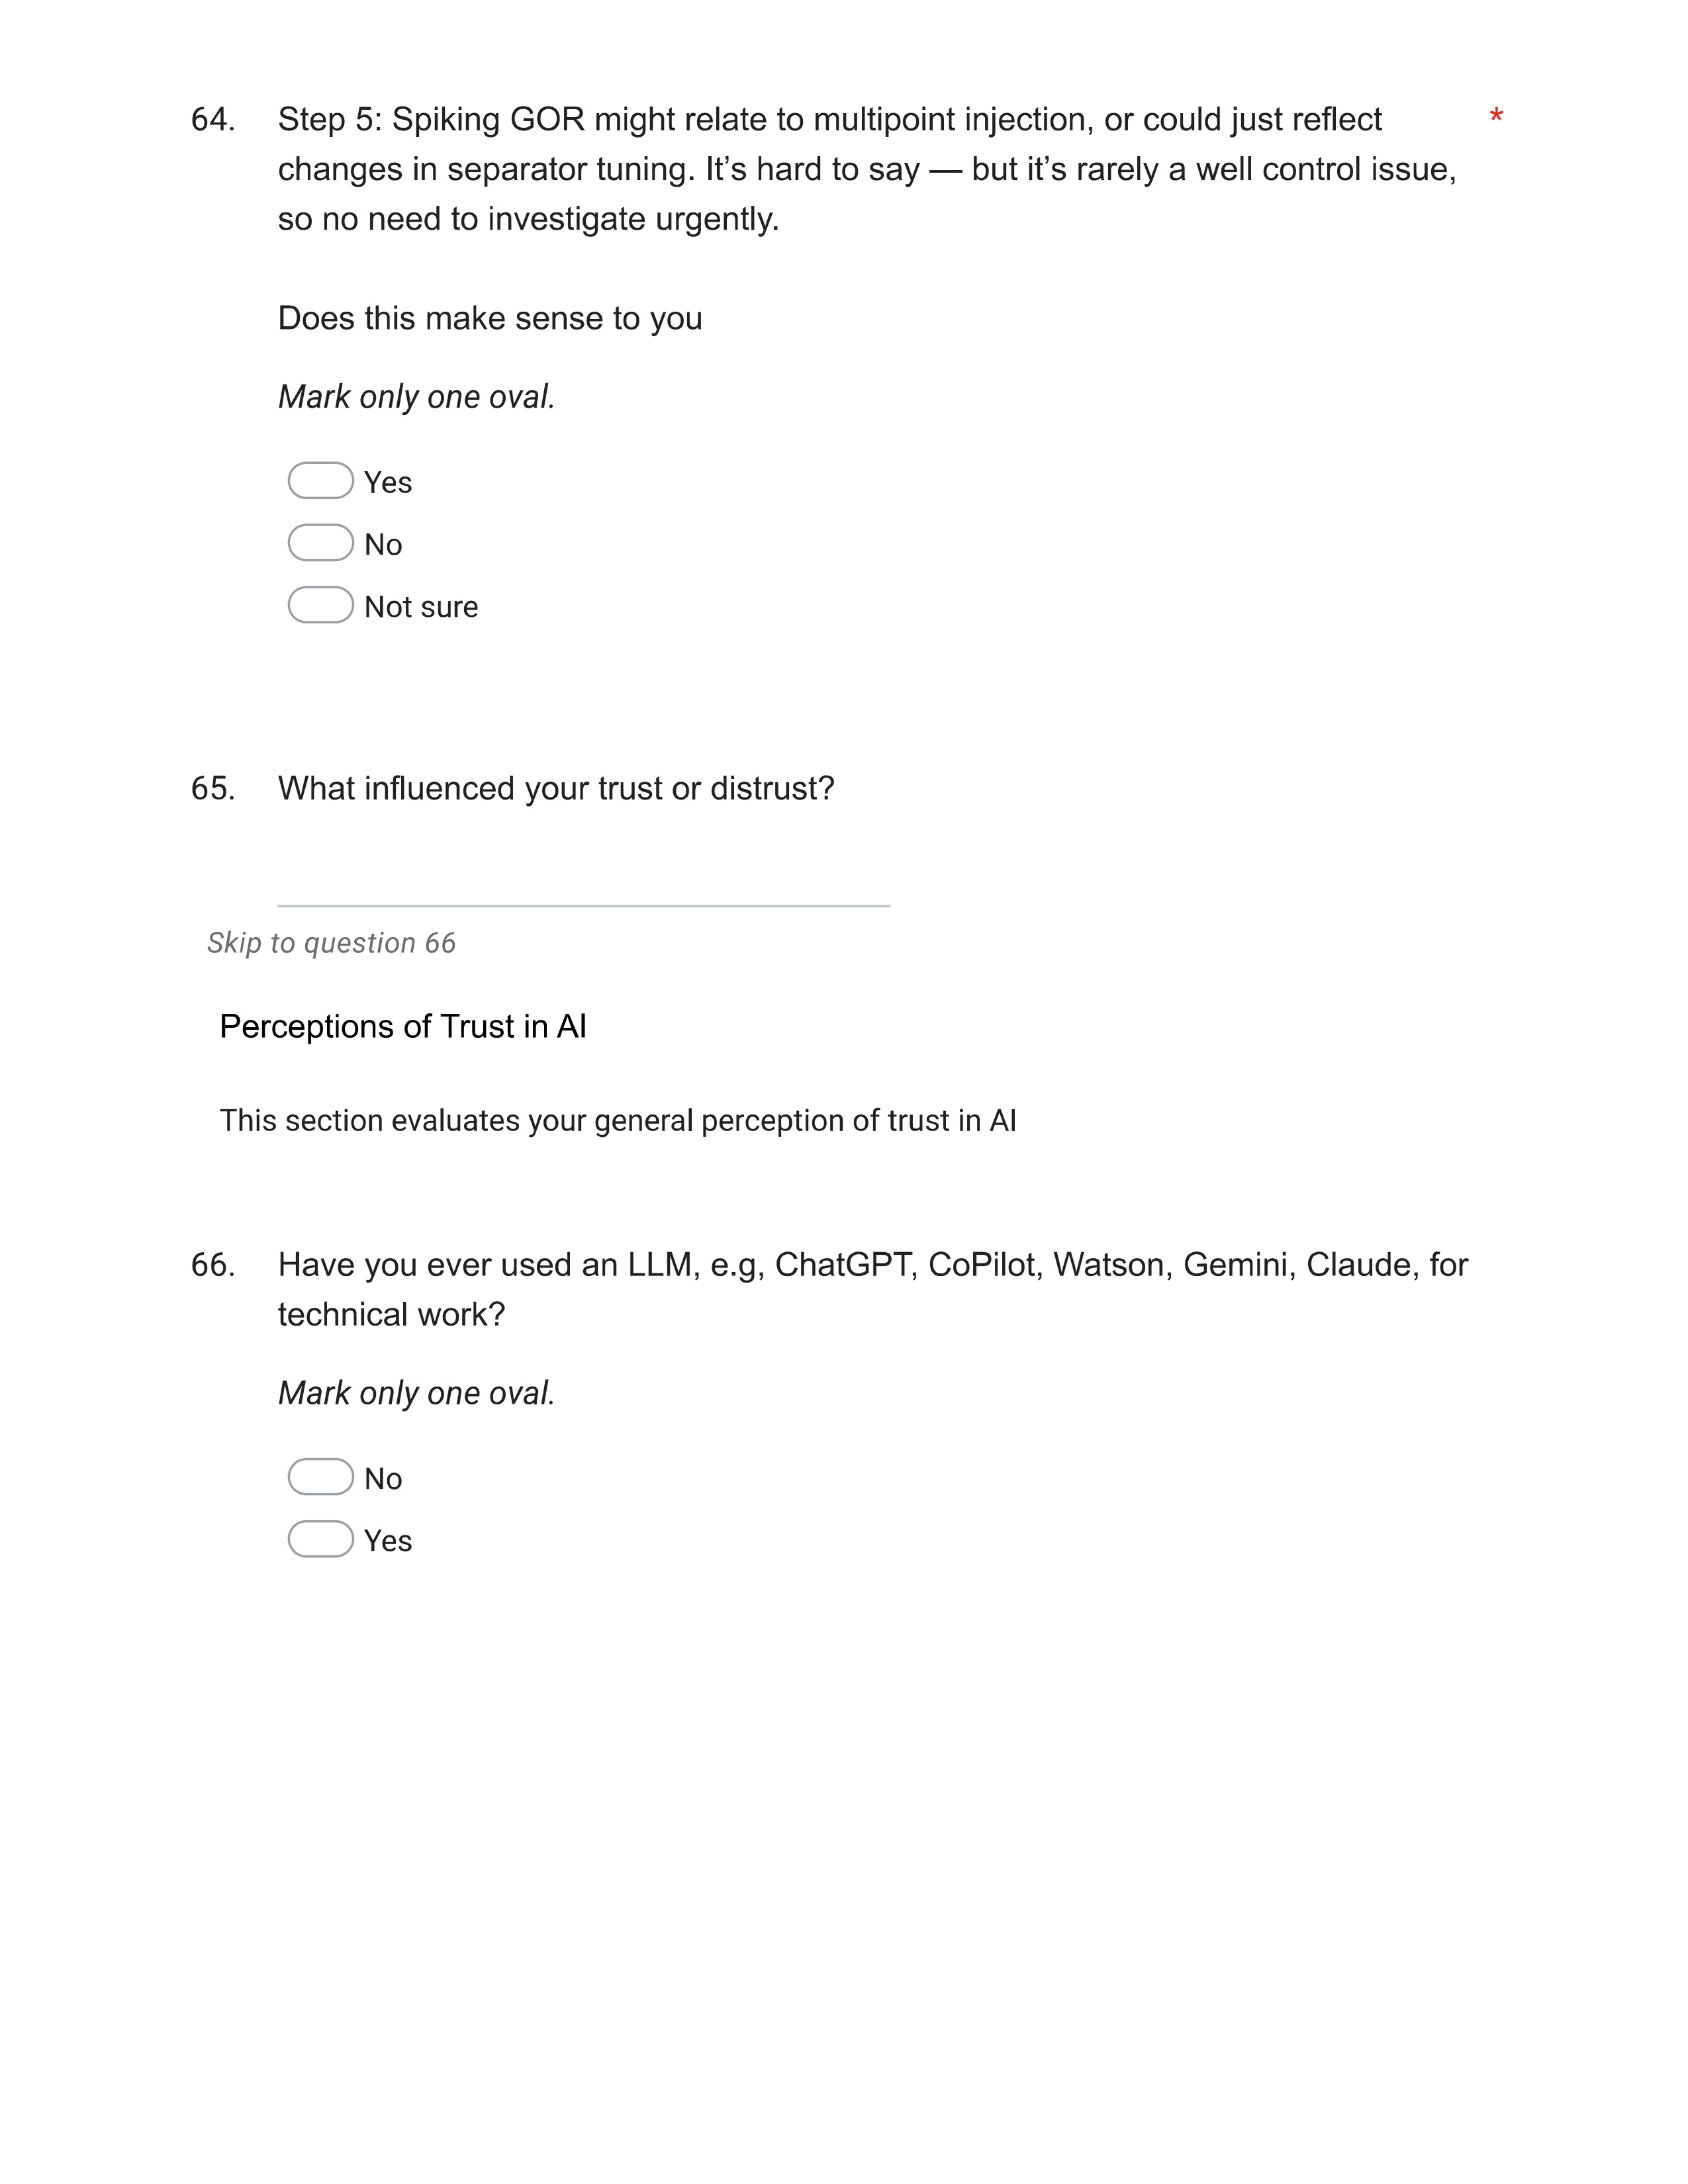 64. Step 5: Spiking GOR might relate to multipoint injection, or could just reflect *
changes in separator tuning. It’s hard to say — but it’s rarely a well control issue,
so no need to investigate urgently.
Does this make sense to you
Mark only one oval.
Yes
No
Not sure
65. What influenced your trust or distrust?
Skip to question 66
Perceptions of Trust in AI
This section evaluates your general perception of trust in AI
66. Have you ever used an LLM, e.g, ChatGPT, CoPilot, Watson, Gemini, Claude, for
technical work?
Mark only one oval.
No
Yes